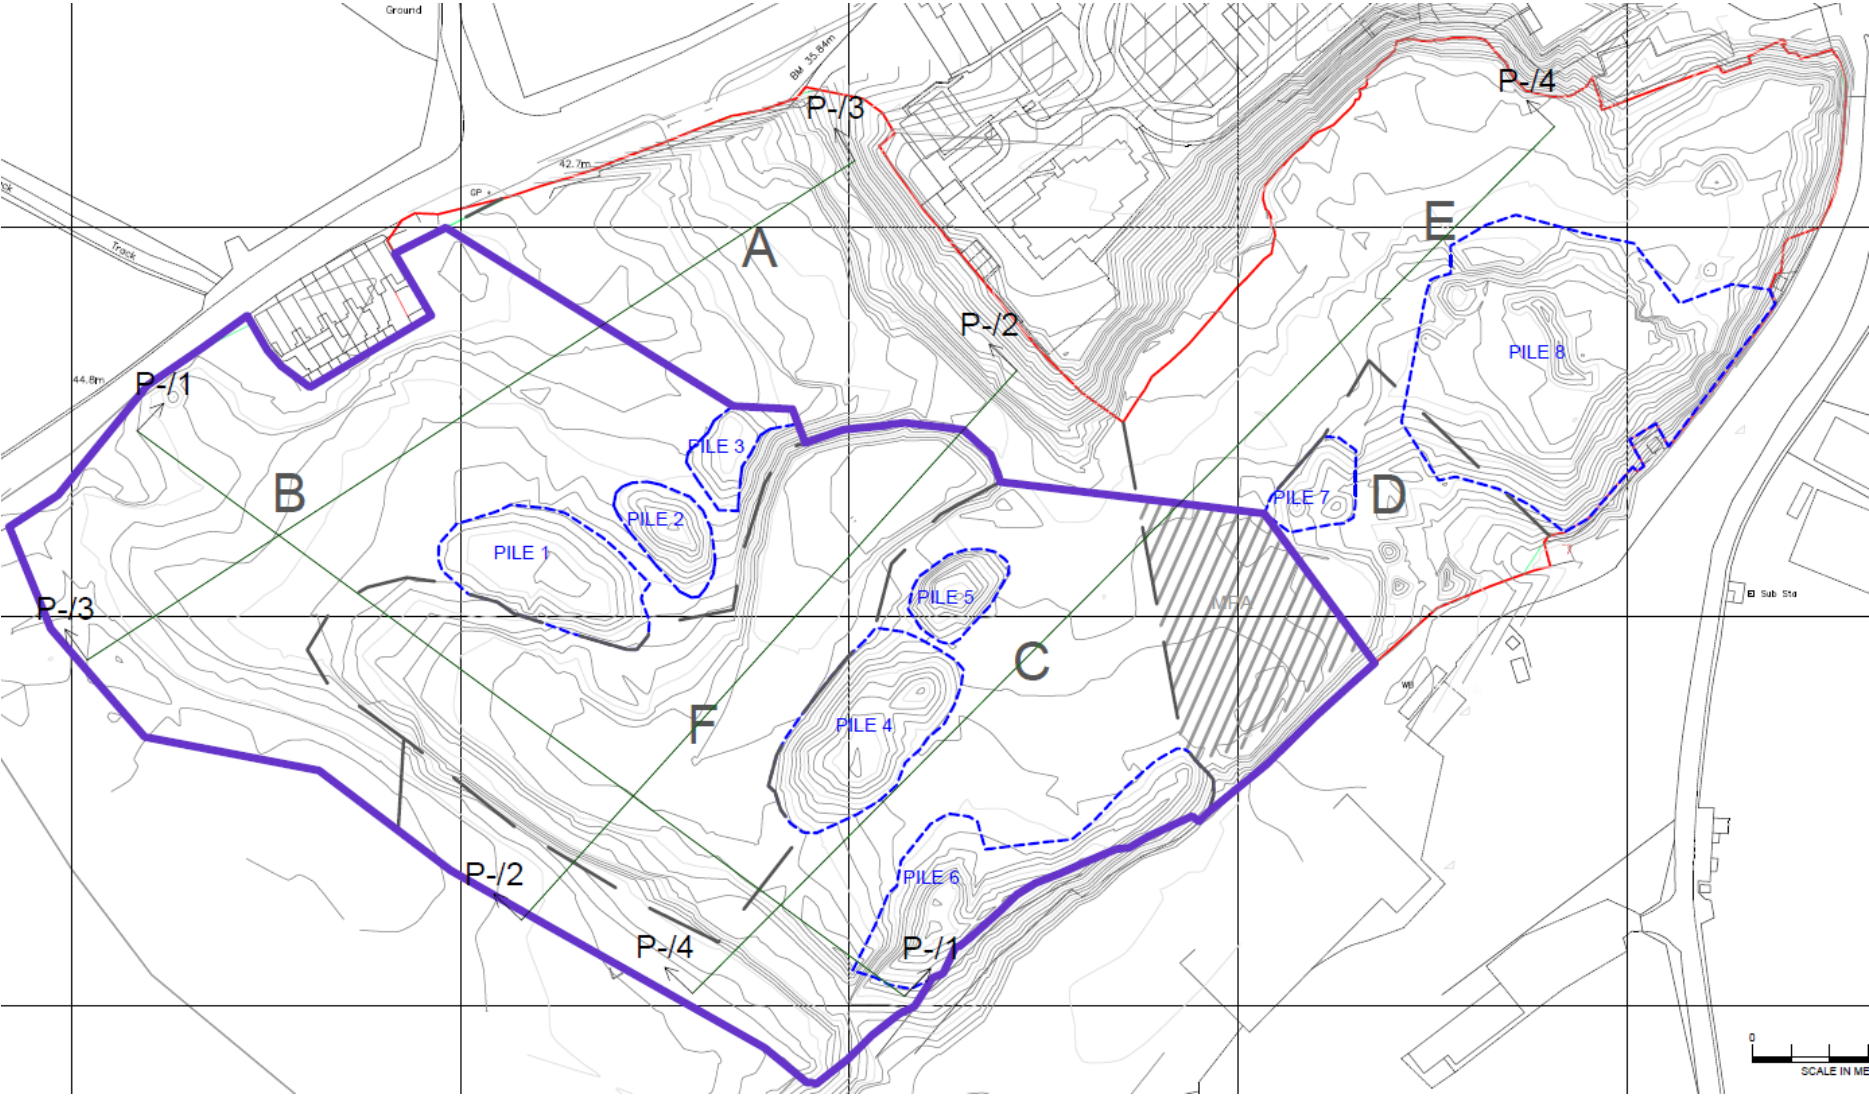 Ground
BM 35.84m
P-/3
P-/4
42.7m
GP
Track
A
E
P-/2
PILE 8
44.8m
P-/1
PILE 3
B
PILE 7
D
PILE 2
PILE 1
PILE 5
Sub Sta
P-/3
MPA
C
WB
F
PILE 4
P-/2
PILE 6
P-/4
P-/1
0
SCALE IN ME